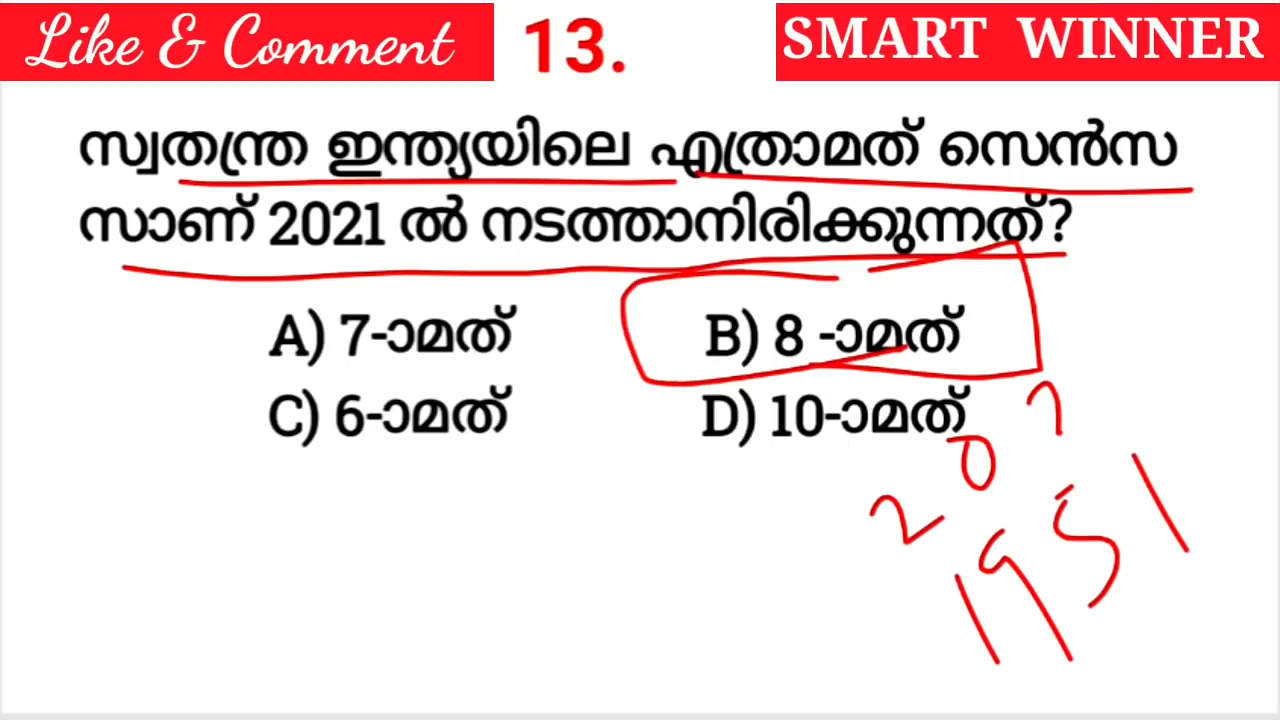 Like & Comment
13.
SMART WINNER
സ്വതന്ത്ര ഇന്ത്യയിലെ എത്രാമത് സെൻസ
സാണ് 2021 ൽ നടത്താനിരിക്കുന്നത്?
A) 7-ാമത് B) 8 -ാമത്
C) 6-ാമത് D) 10-ാമത്
1951